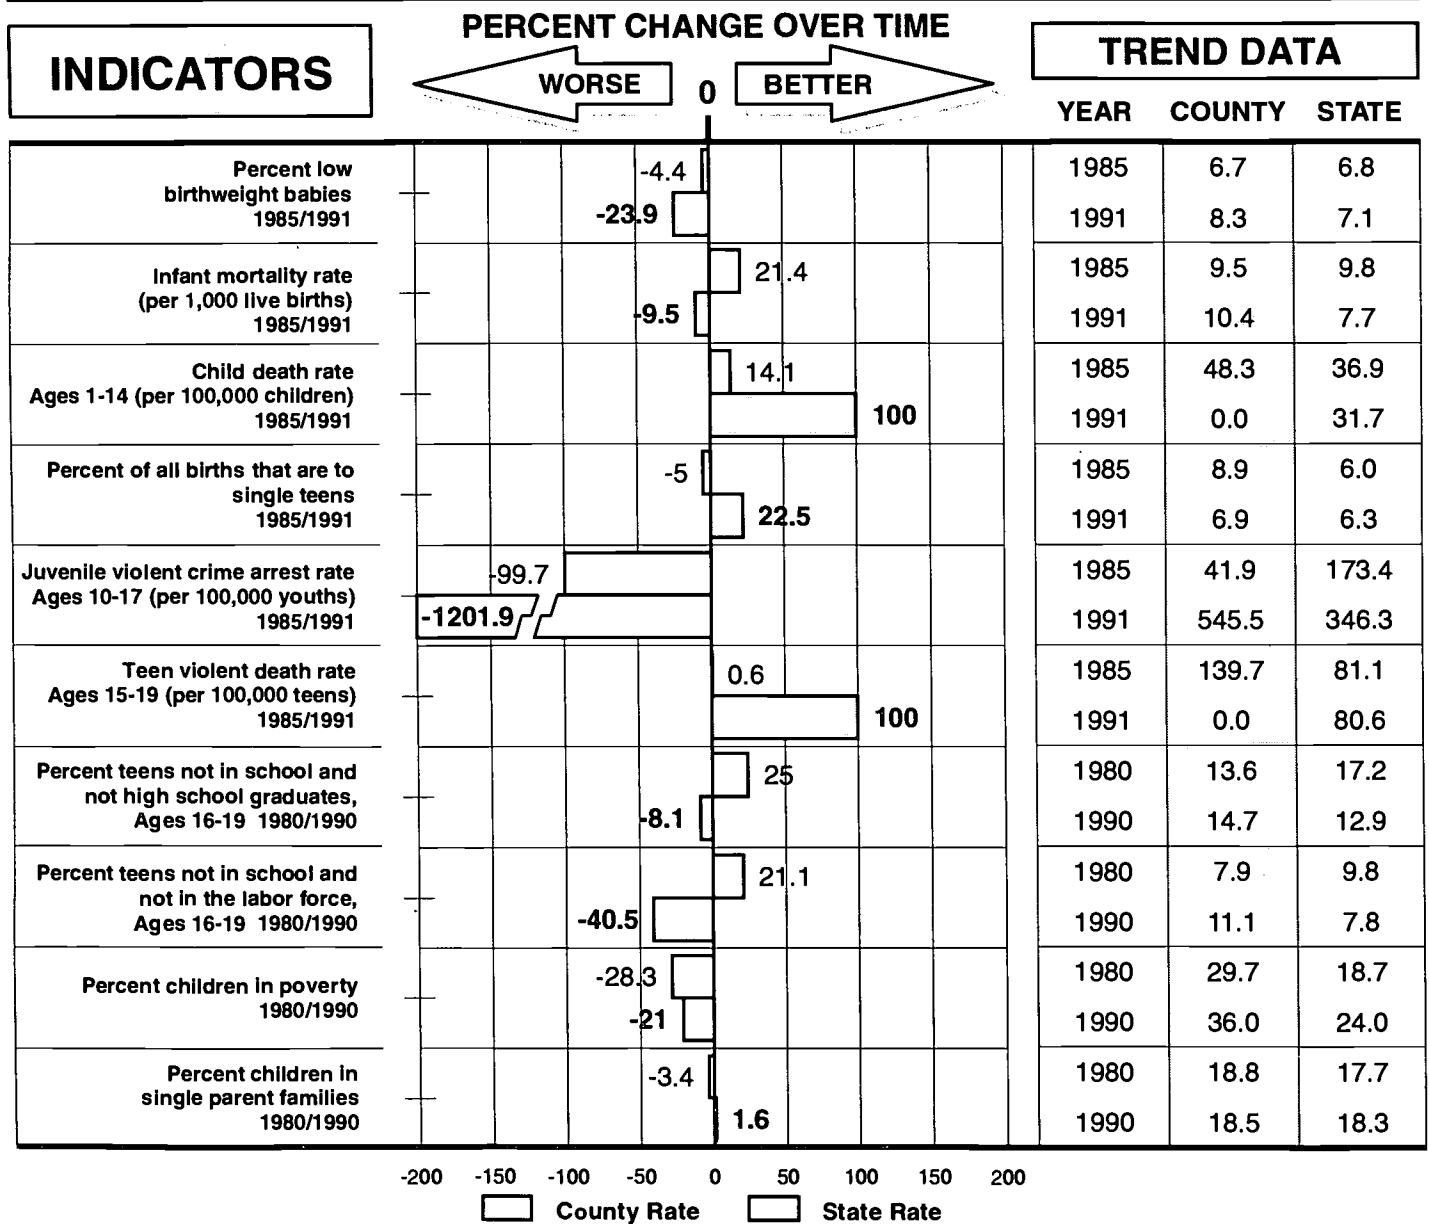 PERCENT CHANGE OVER TIME
INDICATORS
WORSE
0
BETTER
TREND DATA
YEAR COUNTY STATE
Percent low
birthweight babies
1985/1991
-4.4
-23.9
1985 6.7 6.8
1991 8.3 7.1
Infant mortality rate
(per 1,000 live births)
1985/1991
21.4
-9.5
1985 9.5 9.8
1991 10.4 7.7
Child death rate
Ages 1-14 (per 100,000 children)
1985/1991
14.1
100
1985 48.3 36.9
1991 0.0 31.7
Percent of all births that are to
single teens
1985/1991
-5
22.5
1985 8.9 6.0
1991 6.9 6.3
Juvenile violent crime arrest rate
Ages 10-17 (per 100,000 youths)
1985/1991
-99.7
-1201.9
1985 41.9 173.4
1991 545.5 346.3
Teen violent death rate
Ages 15-19 (per 100,000 teens)
1985/1991
0.6
100
1985 139.7 81.1
1991 0.0 80.6
Percent teens not in school and
not high school graduates,
Ages 16-19 1980/1990
25
-8.1
1980 13.6 17.2
1990 14.7 12.9
Percent teens not in school and
not in the labor force,
Ages 16-19 1980/1990
21.1
-40.5
1980 7.9 9.8
1990 11.1 7.8
Percent children in poverty
1980/1990
-28.3
-21
1980 29.7 18.7
1990 36.0 24.0
Percent children in
single parent families
1980/1990
-3.4
1.6
1980 18.8 17.7
1990 18.5 18.3
-200 -150 -100 -50 0 50 100 150 200
County Rate State Rate